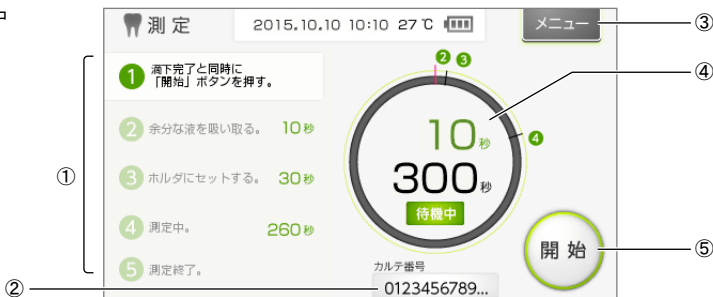 中
測定
2015.10.10 10:10 27℃
メニュー
③
① 
1 滴下完了と同時に
「開始」ボタンを押す。
2 余分な液を吸い取る。 10秒
3 ホルダにセットする。 30秒
4 測定中。 260秒
5 測定終了。
2 3
4
④
10秒
300秒
待機中
開始
⑤
カルテ番号
②
0123456789...